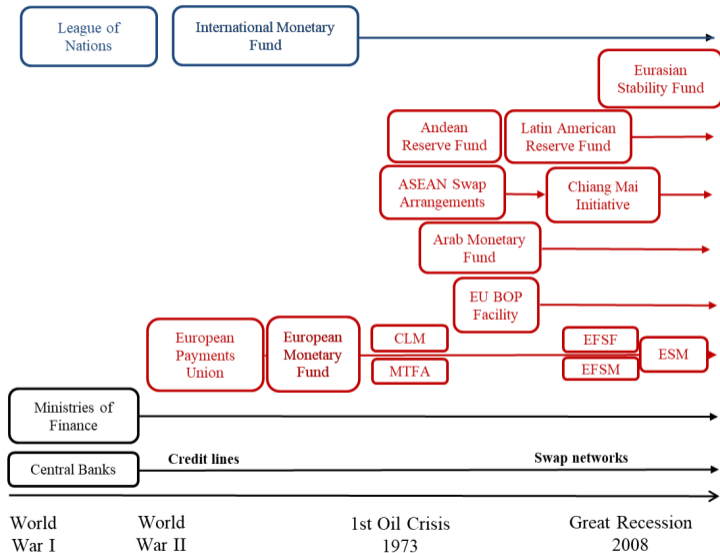 League of
Nations
International Monetary
Fund
Eurasian
Stability Fund
Andean
Reserve Fund
Latin American
Reserve Fund
ASEAN Swap
Arrangements
Chiang Mai
Initiative
Arab Monetary
Fund
EU BOP
Facility
European
Payments
Union
European
Monetary
Fund
CLM
MTFA
EFSF
EFSM
ESM
Ministries of
Finance
Central Banks
Credit lines
Swap networks
World
War I
World
War II
1st Oil Crisis
1973
Great Recession
2008